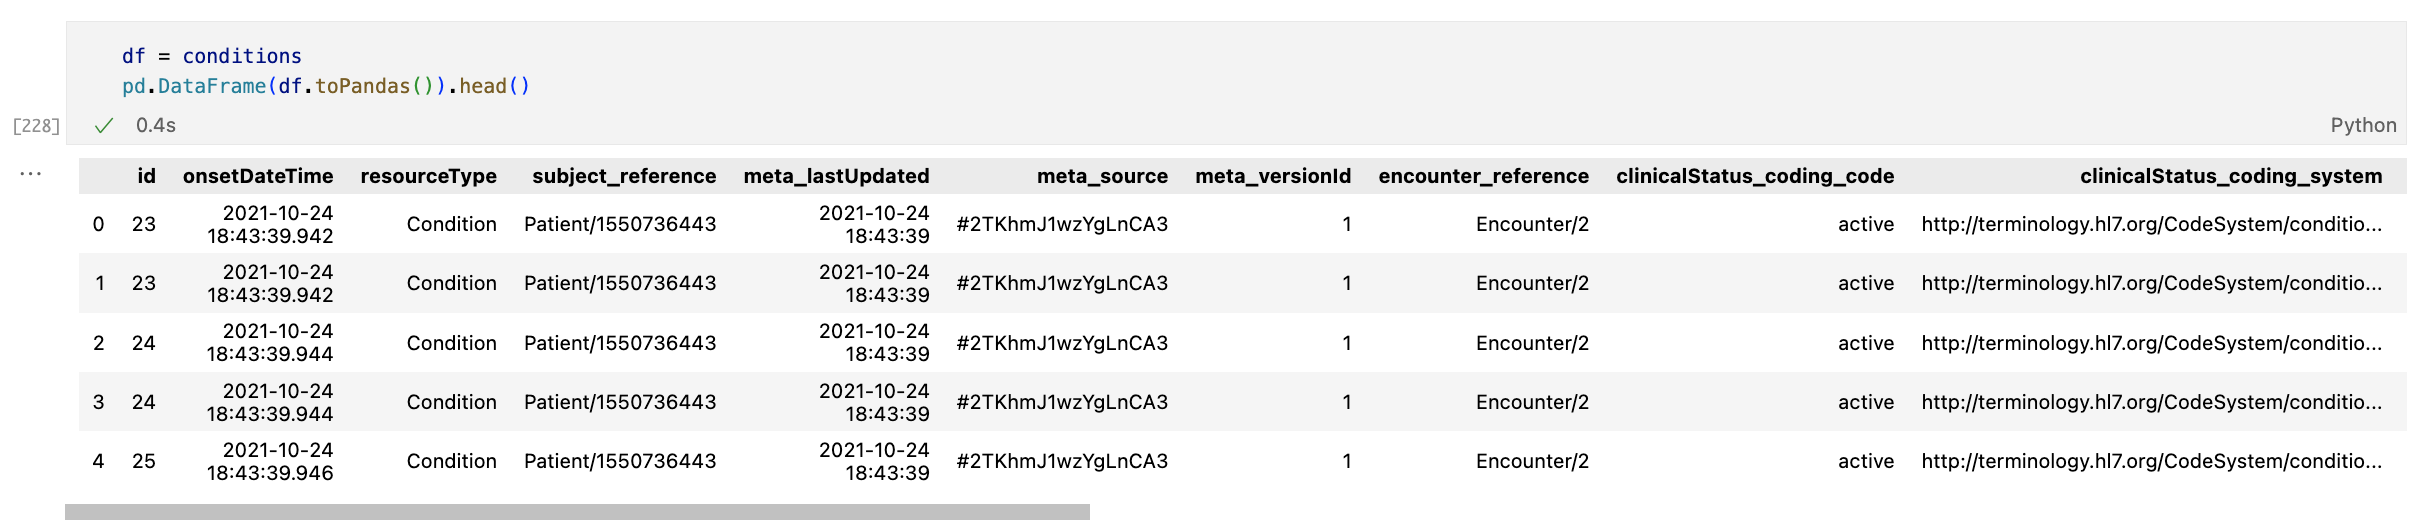 df = conditions
pd.DataFrame(df.toPandas()).head()
[228] ✓ 0.4s Python
... id onsetDateTime resourceType subject_reference meta_lastUpdated meta_source meta_versionId encounter_reference clinicalStatus_coding_code clinicalStatus_coding_system
0 23 2021-10-24 18:43:39.942 Condition Patient/1550736443 2021-10-24 18:43:39 #2TKhmJ1wzYgLnCA3 1 Encounter/2 active http://terminology.hl7.org/CodeSystem/conditio...
1 23 2021-10-24 18:43:39.942 Condition Patient/1550736443 2021-10-24 18:43:39 #2TKhmJ1wzYgLnCA3 1 Encounter/2 active http://terminology.hl7.org/CodeSystem/conditio...
2 24 2021-10-24 18:43:39.944 Condition Patient/1550736443 2021-10-24 18:43:39 #2TKhmJ1wzYgLnCA3 1 Encounter/2 active http://terminology.hl7.org/CodeSystem/conditio...
3 24 2021-10-24 18:43:39.944 Condition Patient/1550736443 2021-10-24 18:43:39 #2TKhmJ1wzYgLnCA3 1 Encounter/2 active http://terminology.hl7.org/CodeSystem/conditio...
4 25 2021-10-24 18:43:39.946 Condition Patient/1550736443 2021-10-24 18:43:39 #2TKhmJ1wzYgLnCA3 1 Encounter/2 active http://terminology.hl7.org/CodeSystem/conditio...